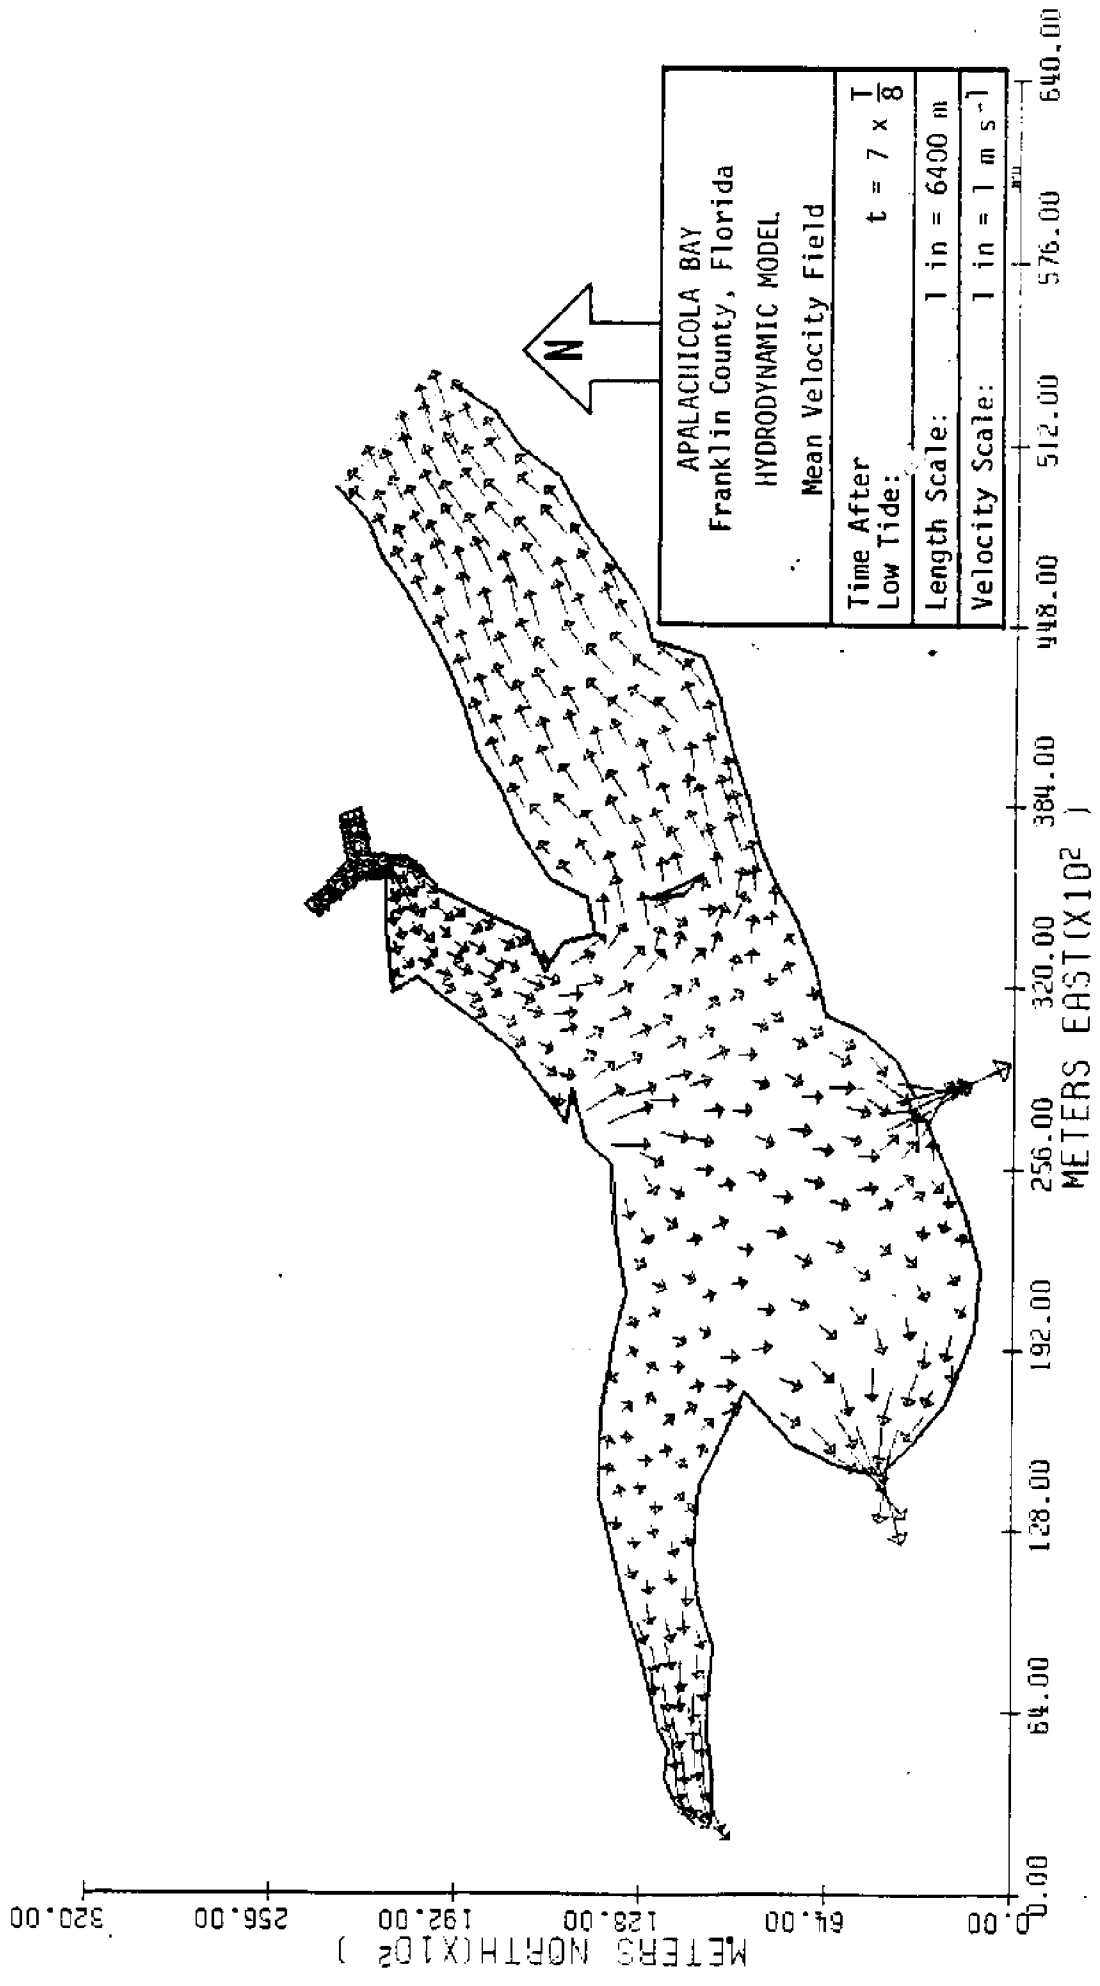 N
APALACHICOLA BAY
Franklin County, Florida
HYDRODYNAMIC MODEL
Mean Velocity Field
Time After
Low Tide: t = 7 x T/8
Length Scale: 1 in = 6400 m
Velocity Scale: 1 in = 1 m s⁻¹
METERS NORTH(X10²)
320.00
256.00
192.00
128.00
64.00
0.00
0.00 64.00 128.00 192.00 256.00 320.00 384.00 448.00 512.00 576.00 640.00
METERS EAST(X10²)